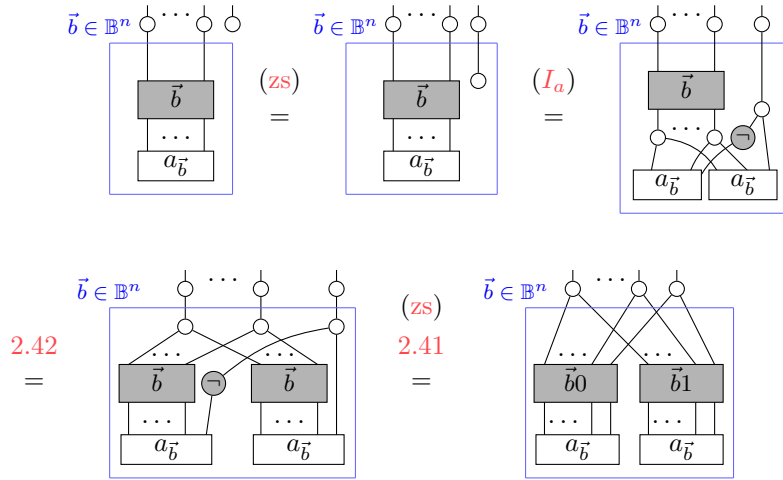 b⃗ ∈ 𝔹ⁿ ... b⃗ ∈ 𝔹ⁿ ... b⃗ ∈ 𝔹ⁿ ...
(zs) (I_a)
b⃗ = b⃗ = b⃗
... ... ... ¬
a_b⃗ a_b⃗ a_b⃗ a_b⃗
b⃗ ∈ 𝔹ⁿ ... b⃗ ∈ 𝔹ⁿ ...
(zs)
2.42 ... ... 2.41 ... ...
= b⃗ ¬ b⃗ = b⃗0 b⃗1
... ... ... ...
a_b⃗ a_b⃗ a_b⃗ a_b⃗